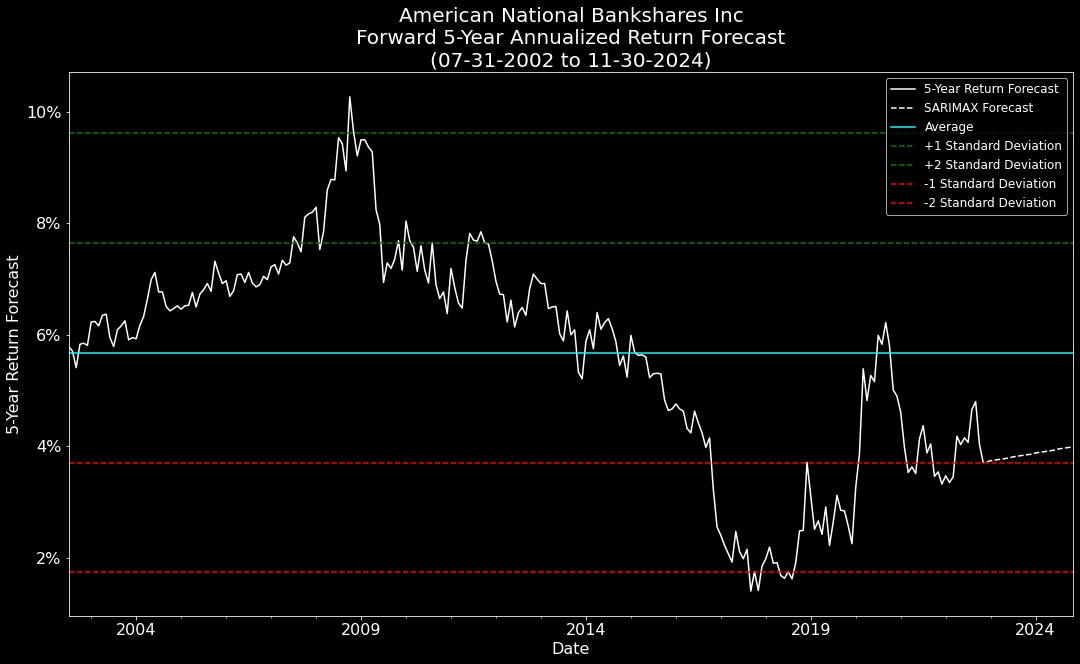 American National Bankshares Inc
Forward 5-Year Annualized Return Forecast
(07-31-2002 to 11-30-2024)
5-Year Return Forecast
SARIMAX Forecast
Average
+1 Standard Deviation
+2 Standard Deviation
-1 Standard Deviation
-2 Standard Deviation
5-Year Return Forecast
10%
8%
6%
4%
2%
2004
2009
2014
2019
2024
Date